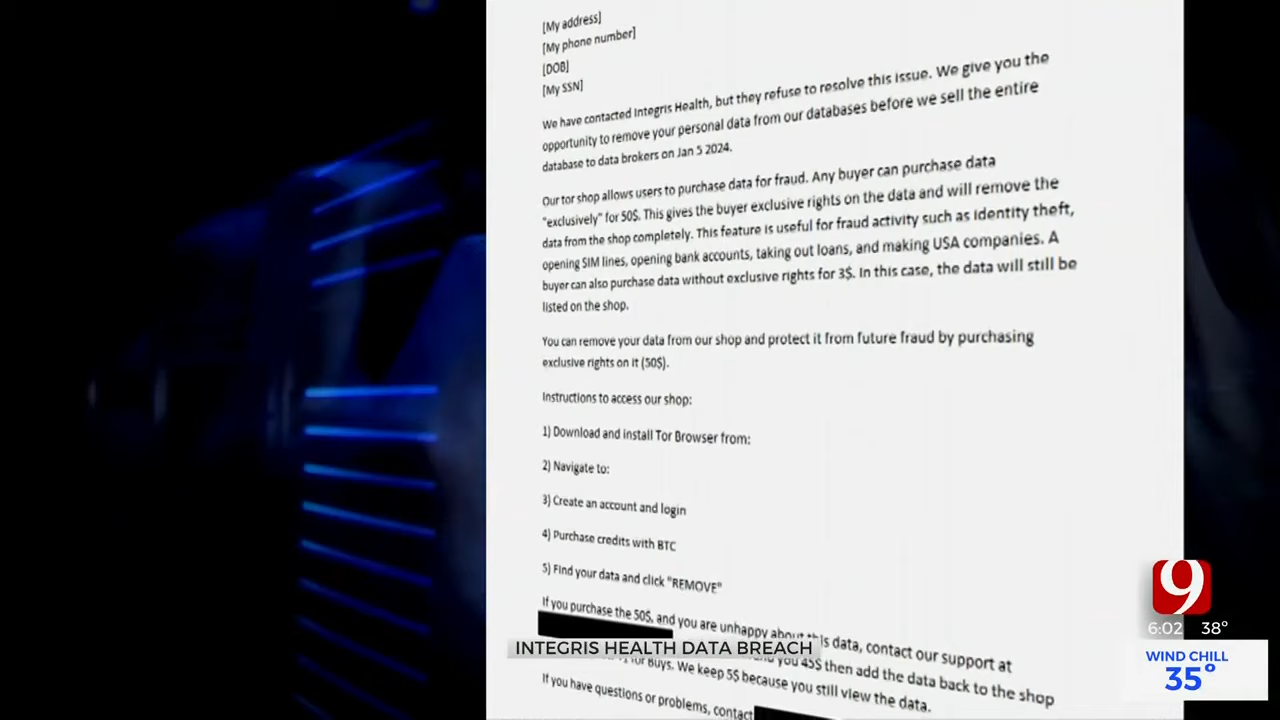 [My address]
[My phone number]
[DOB]
[My SSN]
We have contacted Integris Health, but they refuse to resolve this issue. We give you the
opportunity to remove your personal data from our databases before we sell the entire
database to data brokers on Jan 5 2024.
Our tor shop allows users to purchase data for fraud. Any buyer can purchase data
"exclusively" for 50$. This gives the buyer exclusive rights on the data and will remove the
data from the shop completely. This feature is useful for fraud activity such as identity theft,
opening SIM lines, opening bank accounts, taking out loans, and making USA companies. A
buyer can also purchase data without exclusive rights for 3$. In this case, the data will still be
listed on the shop.
You can remove your data from our shop and protect it from future fraud by purchasing
exclusive rights on it (50$).
Instructions to access our shop:
1) Download and install Tor Browser from:
2) Navigate to:
3) Create an account and login
4) Purchase credits with BTC
5) Find your data and click "REMOVE"
If you purchase the 50$, and you are unhappy about this data, contact our support at
you 45$ then add the data back to the shop
for Buys. We keep 5$ because you still view the data.
If you have questions or problems, contact
INTEGRIS HEALTH DATA BREACH
9
6:02 38°
WIND CHILL
35°